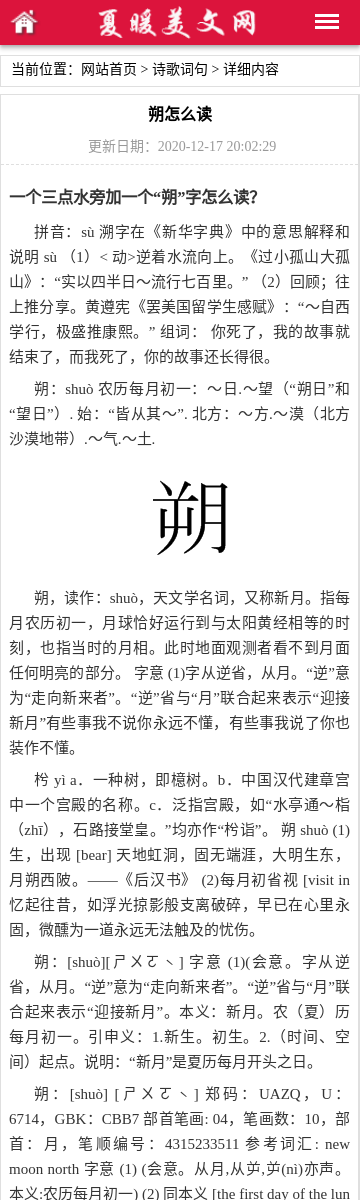 夏暖美文网
当前位置：网站首页 > 诗歌词句 > 详细内容
朔怎么读
更新日期：2020-12-17 20:02:29
一个三点水旁加一个“朔”字怎么读?
拼音：sù 溯字在《新华字典》中的意思解释和
说明 sù （1）< 动>逆着水流向上。《过小孤山大孤
山》：“实以四半日～流行七百里。” （2）回顾；往
上推分享。黄遵宪《罢美国留学生感赋》：“～自西
学行，极盛推康熙。” 组词： 你死了，我的故事就
结束了，而我死了，你的故事还长得很。
朔：shuò 农历每月初一：～日.～望（“朔日”和
“望日”）. 始：“皆从其～”. 北方：～方.～漠（北方
沙漠地带）.～气.～土.
朔
朔，读作：shuò，天文学名词，又称新月。指每
月农历初一，月球恰好运行到与太阳黄经相等的时
刻，也指当时的月相。此时地面观测者看不到月面
任何明亮的部分。 字意 (1)字从逆省，从月。“逆”意
为“走向新来者”。“逆”省与“月”联合起来表示“迎接
新月”有些事我不说你永远不懂，有些事我说了你也
装作不懂。
枍 yì a．一种树，即檍树。b．中国汉代建章宫
中一个宫殿的名称。c．泛指宫殿，如“水亭通～栺
（zhī），石路接堂皇。”均亦作“枍诣”。 朔 shuò (1)
生，出现 [bear] 天地虹洞，固无端涯，大明生东，
月朔西陂。——《后汉书》 (2)每月初省视 [visit in
忆起往昔，如浮光掠影般支离破碎，早已在心里永
固，微醺为一道永远无法触及的忧伤。
朔：[shuò][ㄕㄨㄛㄟ] 字意 (1)(会意。字从逆
省，从月。“逆”意为“走向新来者”。“逆”省与“月”联
合起来表示“迎接新月”。本义：新月。农（夏）历
每月初一。引申义：1.新生。初生。2.（时间、空
间）起点。说明：“新月”是夏历每月开头之日。
朔：[shuò] [ㄕㄨㄛㄟ] 郑码：UAZQ，U：
6714，GBK：CBB7 部首笔画: 04，笔画数：10，部
首：月，笔顺编号：4315233511 参考词汇: new
moon north 字意 (1) (会意。从月,从屰,屰(nì)亦声。
本义:农历每月初一) (2) 同本义 [the first day of the lun